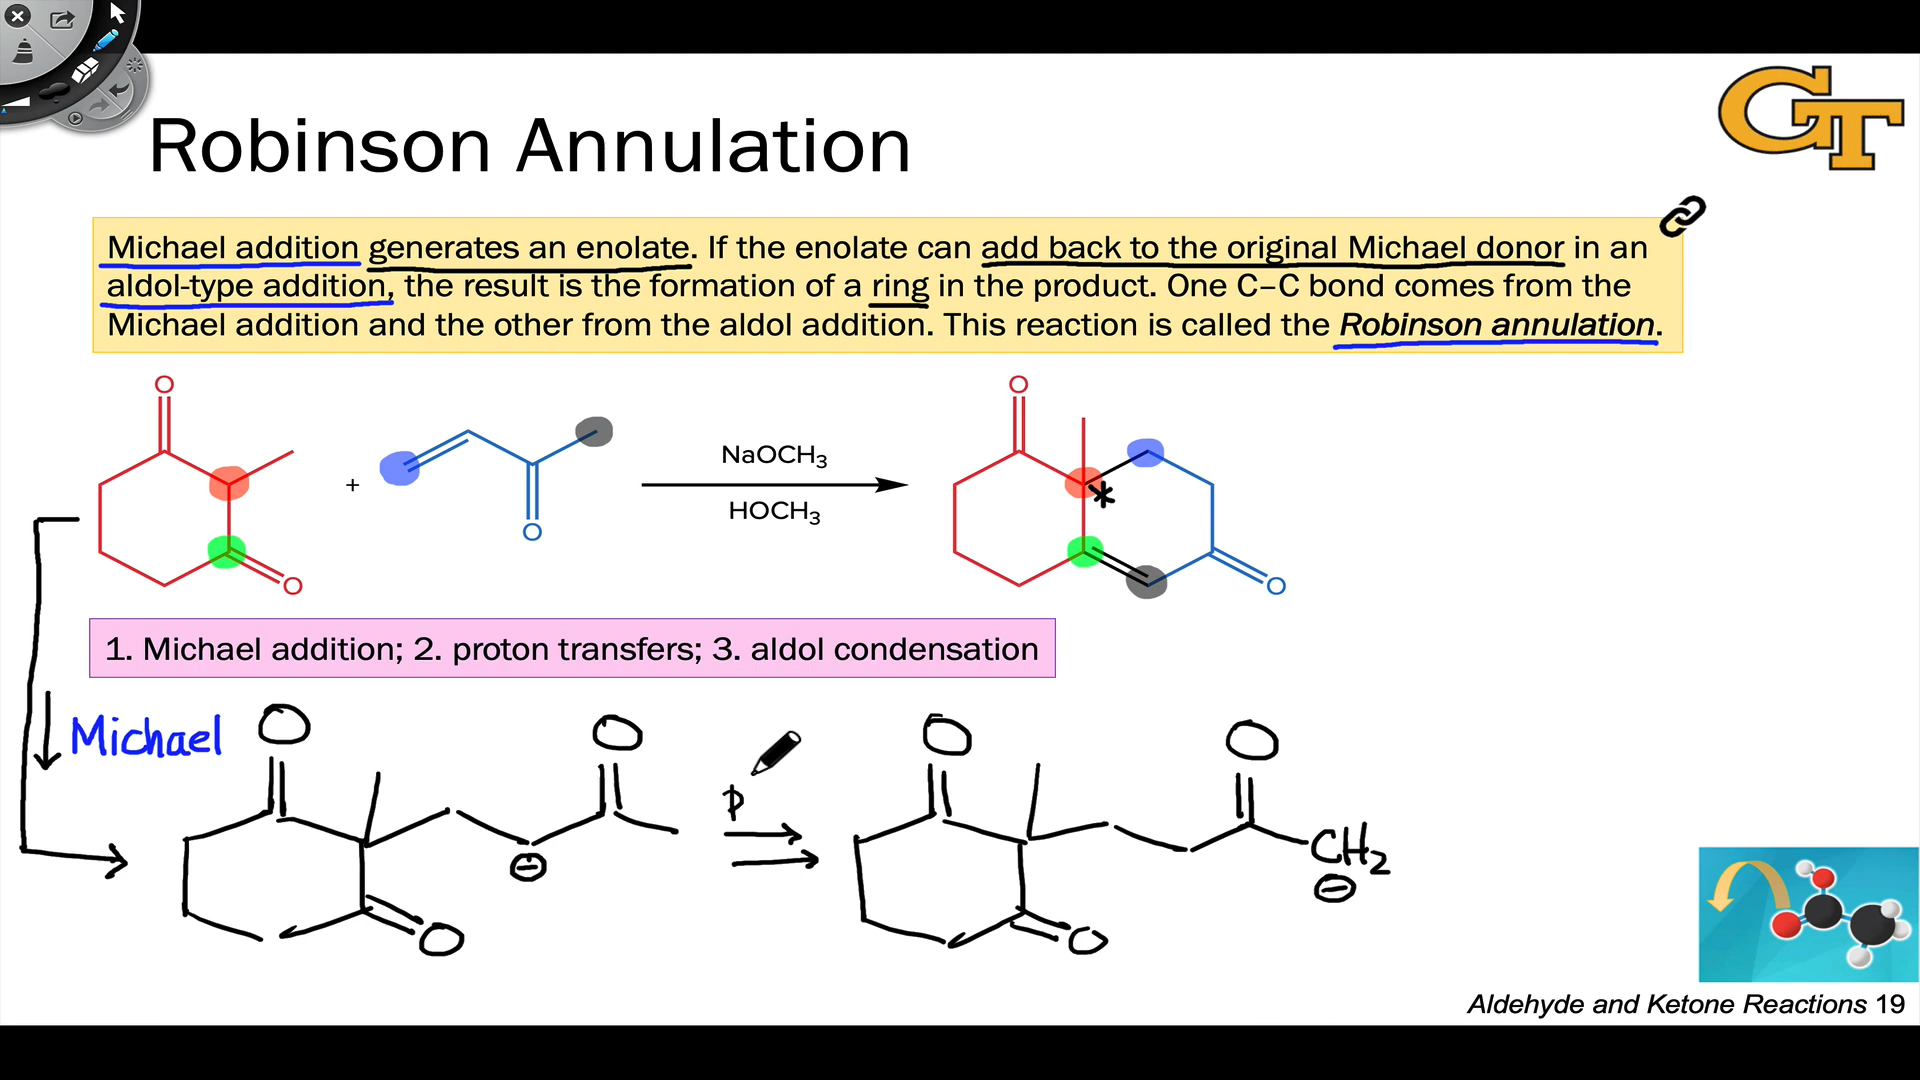 GT
Robinson Annulation
Michael addition generates an enolate. If the enolate can add back to the original Michael donor in an
aldol-type addition, the result is the formation of a ring in the product. One C–C bond comes from the
Michael addition and the other from the aldol addition. This reaction is called the Robinson annulation.
O
O
+
O
NaOCH3
HOCH3
O
*
O
1. Michael addition; 2. proton transfers; 3. aldol condensation
Michael
O
O
⊖
O
p
O
O
CH2
⊖
O
Aldehyde and Ketone Reactions 19